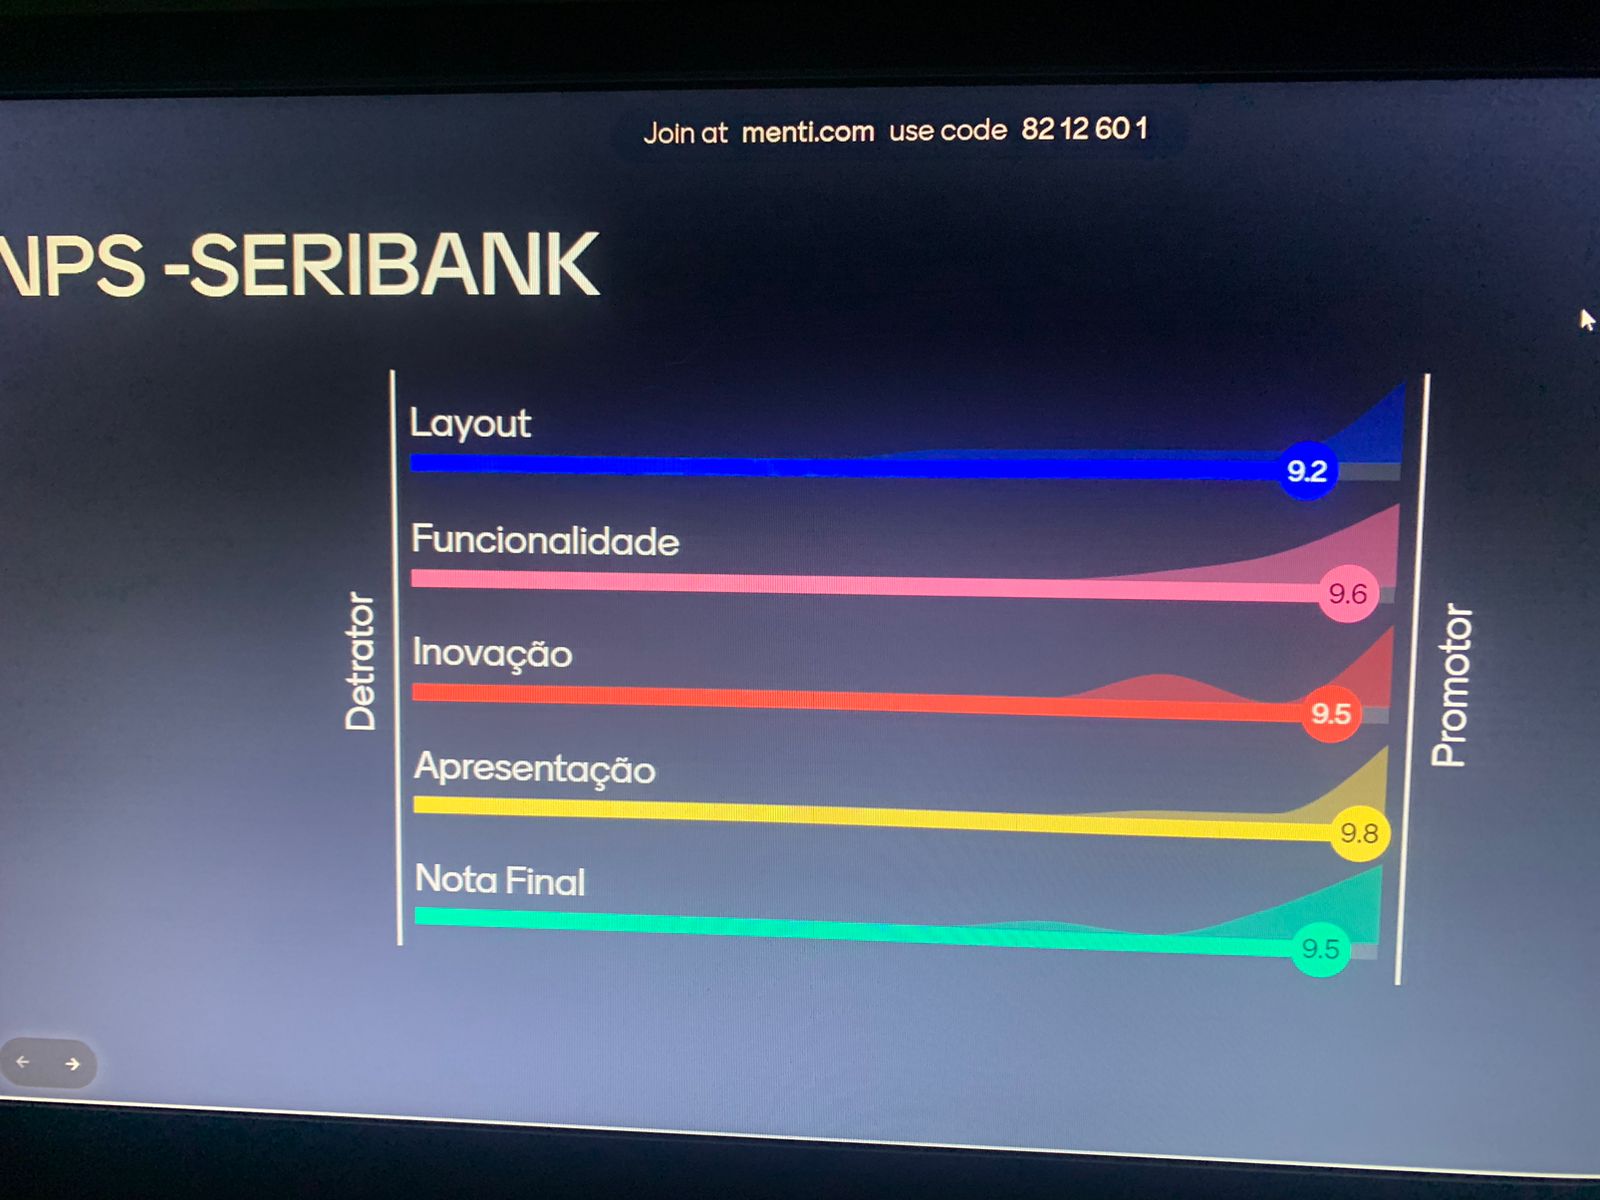 Join at menti.com use code 82 12 60 1
NPS -SERIBANK
Detrator
Layout
9.2
Funcionalidade
9.6
Inovação
9.5
Apresentação
9.8
Nota Final
9.5
Promotor